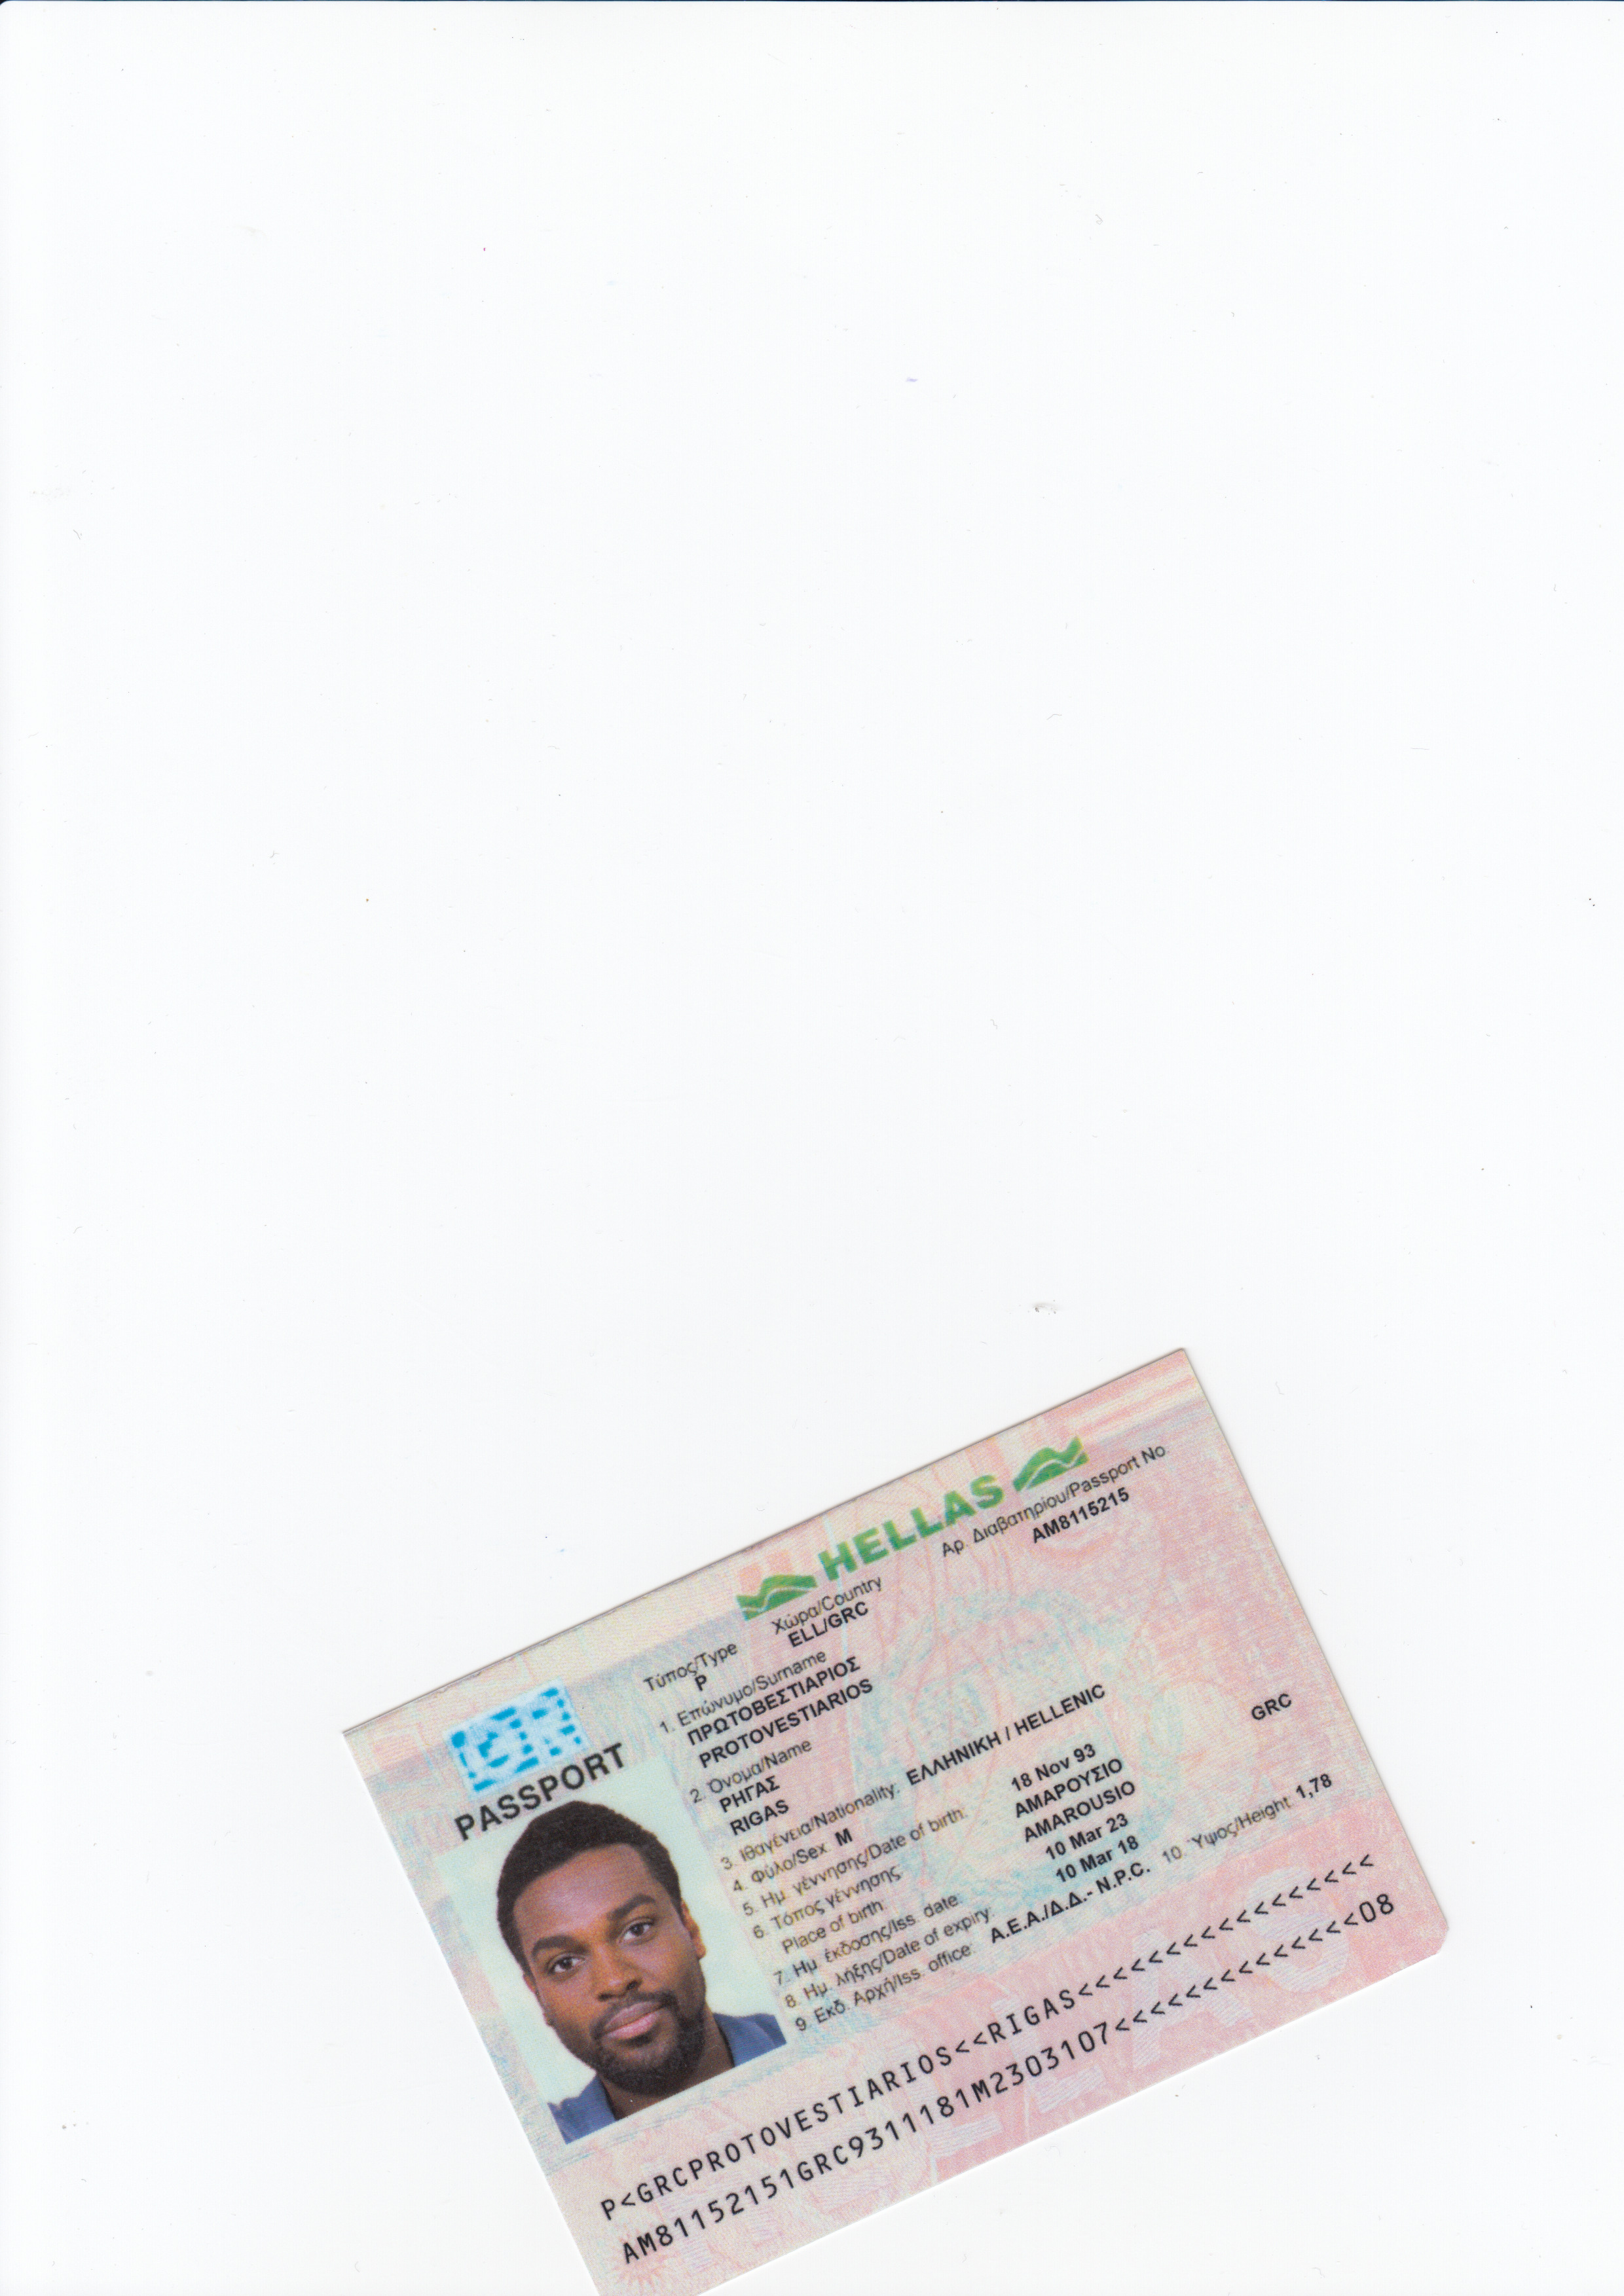 HELLAS
PASSPORT
Τύπος/Type Χώρα/Country Αρ. Διαβατηρίου/Passport No
P ELL/GRC AM8115215
1. Επώνυμο/Surname
ΠΡΩΤΟΒΕΣΤΙΑΡΙΟΣ
PROTOVESTIARIOS
2. Όνομα/Name
ΡΗΓΑΣ
RIGAS
3. Ιθαγένεια/Nationality: ΕΛΛΗΝΙΚΗ / HELLENIC GRC
4. Φύλο/Sex M
5. Ημ. γέννησης/Date of birth: 18 Nov 93
6. Τόπος γέννησης: ΑΜΑΡΟΥΣΙΟ
Place of birth: AMAROUSIO
7. Ημ. έκδοσης/Iss. date: 10 Mar 23
8. Ημ. λήξης/Date of expiry: 10 Mar 18
9. Εκδ. Αρχή/Iss. office: Α.Ε.Α./Δ.Δ.- N.P.C. 10. Ύψος/Height 1,78
P<GRCPROTOVESTIARIOS<<RIGAS<<<<<<<<<<<<<<<<<
AM81152151GRC9311181M2303107<<<<<<<<<<<<<<08